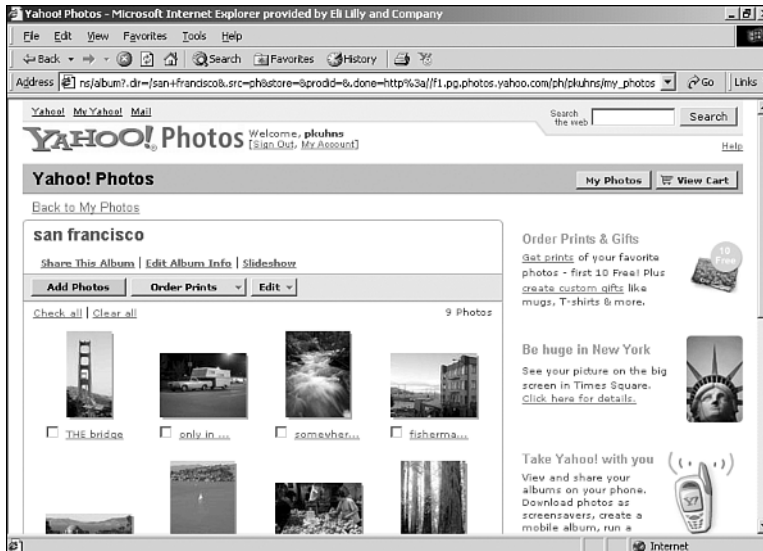 Yahoo! Photos - Microsoft Internet Explorer provided by Eli Lilly and Company
File Edit View Favorites Tools Help
Back Search Favorites History
Address ns/album?.dir=/san+francisco&.src=ph&store=&prodid=&.done=http%3a//f1.pg.photos.yahoo.com/ph/pkuhns/my_photos Go Links
Yahoo! My Yahoo! Mail
Search the web Search
YAHOO! Photos Welcome, pkuhns
[Sign Out, My Account]
Help
Yahoo! Photos My Photos View Cart
Back to My Photos
san francisco
Share This Album | Edit Album Info | Slideshow
Add Photos Order Prints Edit
Check all | Clear all 9 Photos
THE bridge only in ... somewher... fisherma...
Order Prints & Gifts
Get prints of your favorite
photos - first 10 Free! Plus
create custom gifts like
mugs, T-shirts & more.
10
Free
Be huge in New York
See your picture on the big
screen in Times Square.
Click here for details.
Take Yahoo! with you
View and share your
albums on your phone.
Download photos as
screensavers, create a
mobile album, run a
Internet